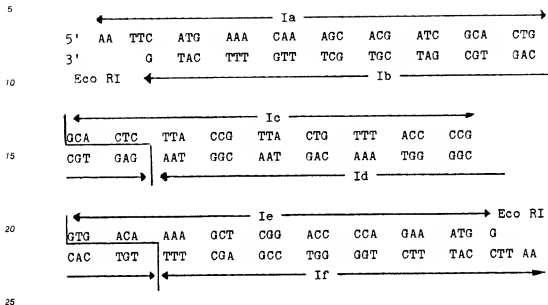 5
Ia
5' AA TTC ATG AAA CAA AGC ACG ATC GCA CTG
3' G TAC TTT GTT TCG TGC TAG CGT GAC
10
Eco RI Ib
Ic
GCA CTC TTA CCG TTA CTG TTT ACC CCG
15
CGT GAG AAT GGC AAT GAC AAA TGG GGC
Id
20
Ie Eco RI
GTG ACA AAA GCT CGG ACC CCA GAA ATG G
CAC TGT TTT CGA GCC TGG GGT CTT TAC CTT AA
If
25